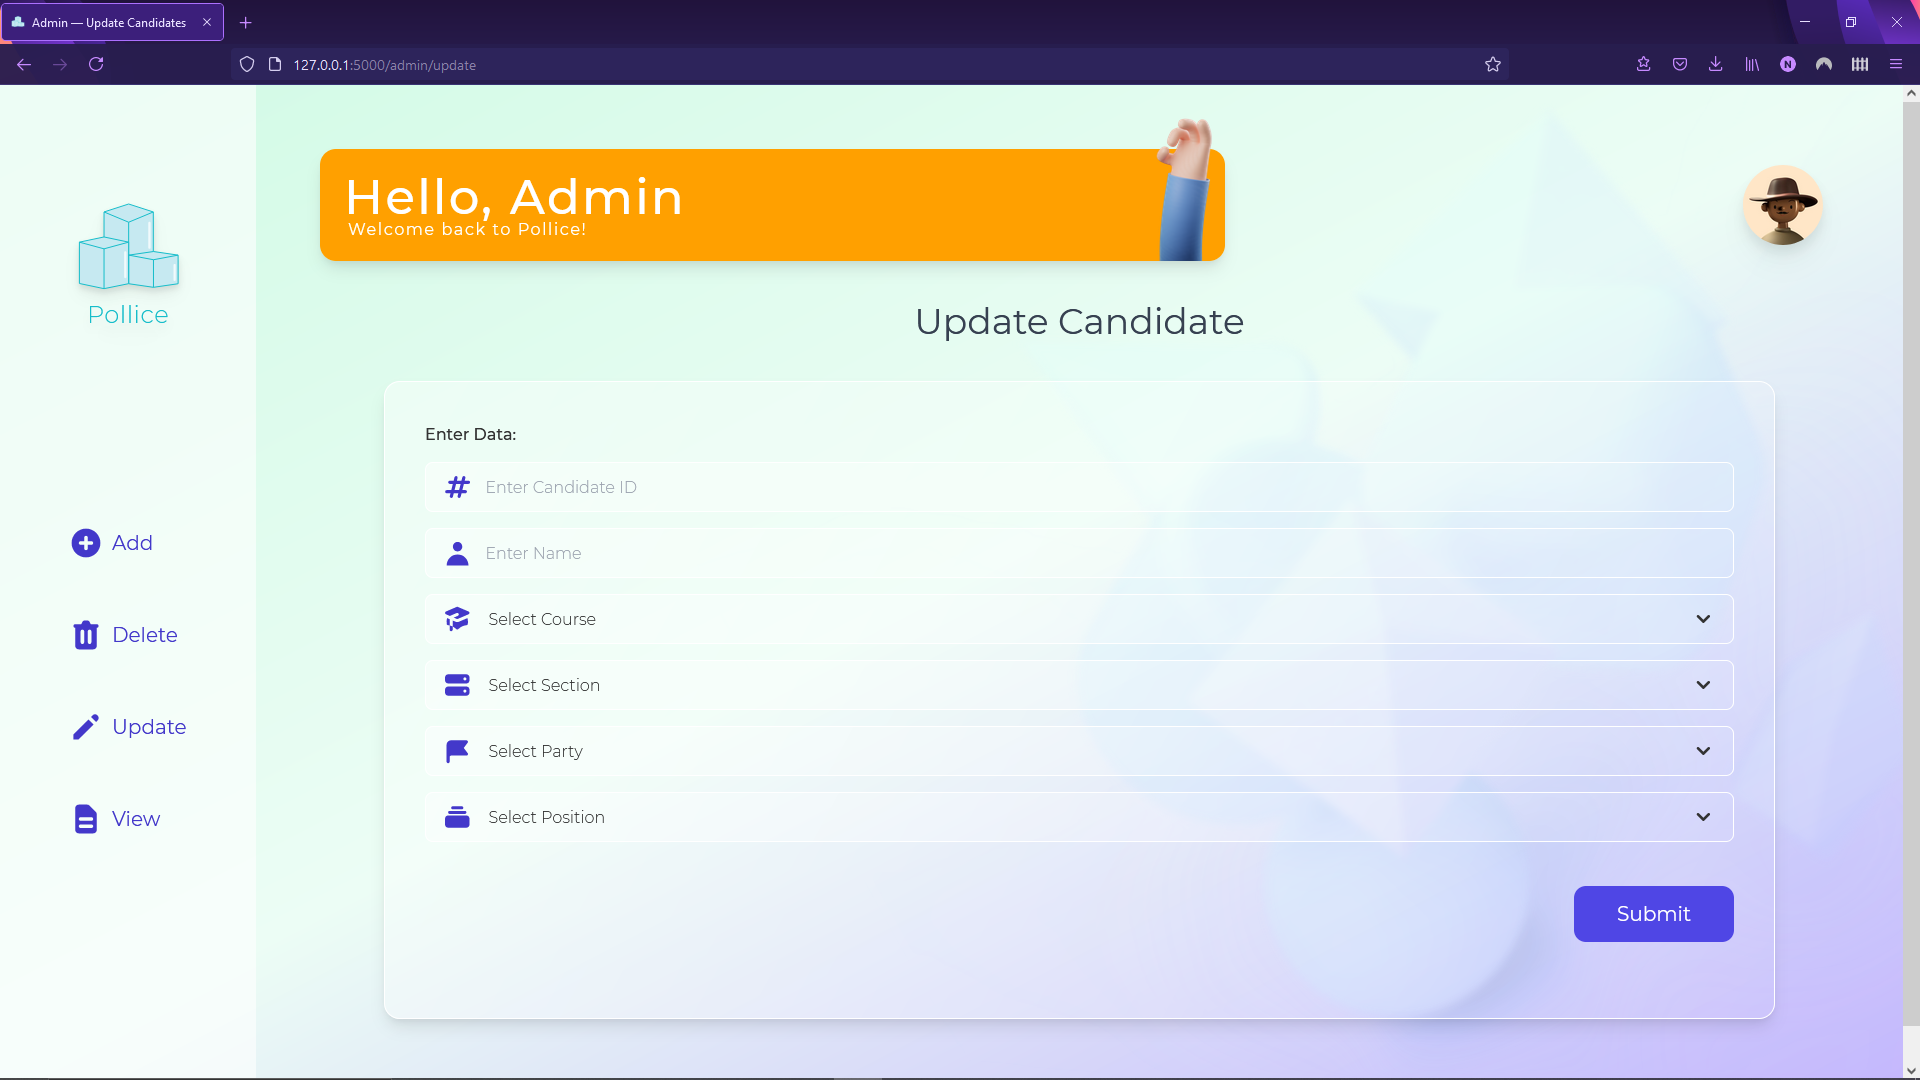 Admin — Update Candidates
127.0.0.1:5000/admin/update
N
Hello, Admin
Welcome back to Pollice!
Pollice
Update Candidate
Enter Data:
Enter Candidate ID
Enter Name
Select Course
Select Section
Select Party
Select Position
Submit
Add
Delete
Update
View